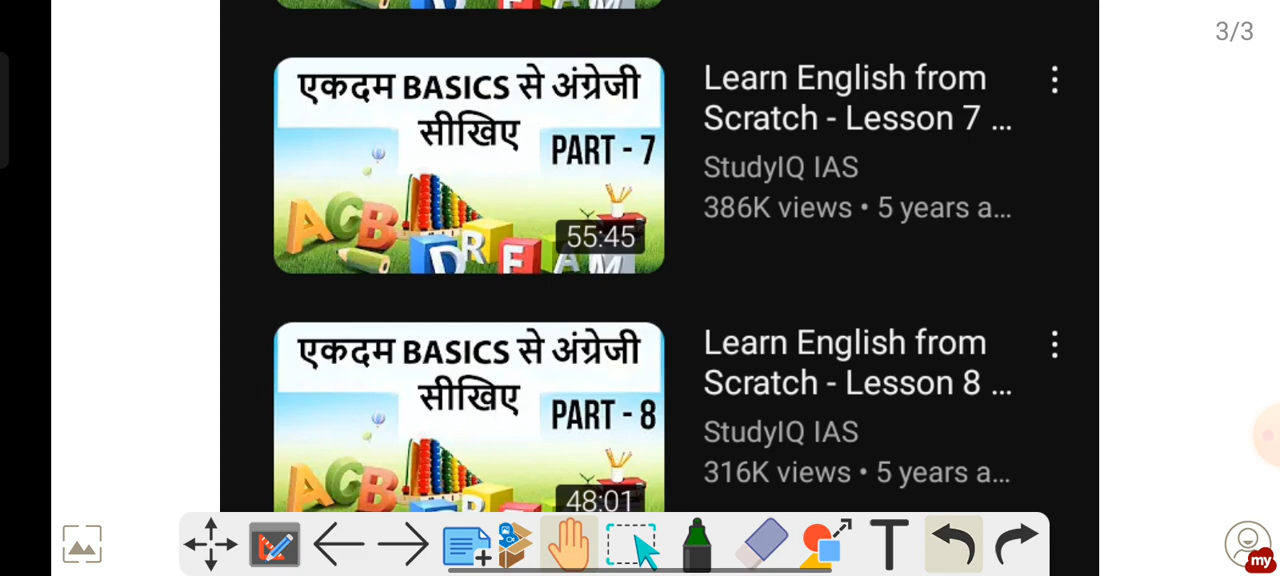 3/3
एकदम BASICS से अंग्रेजी
सीखिए
PART - 7
A C B
D R E A M
55:45
Learn English from
Scratch - Lesson 7 ...
StudyIQ IAS
386K views • 5 years a...
एकदम BASICS से अंग्रेजी
सीखिए
PART - 8
A C B
48:01
Learn English from
Scratch - Lesson 8 ...
StudyIQ IAS
316K views • 5 years a...
T
my